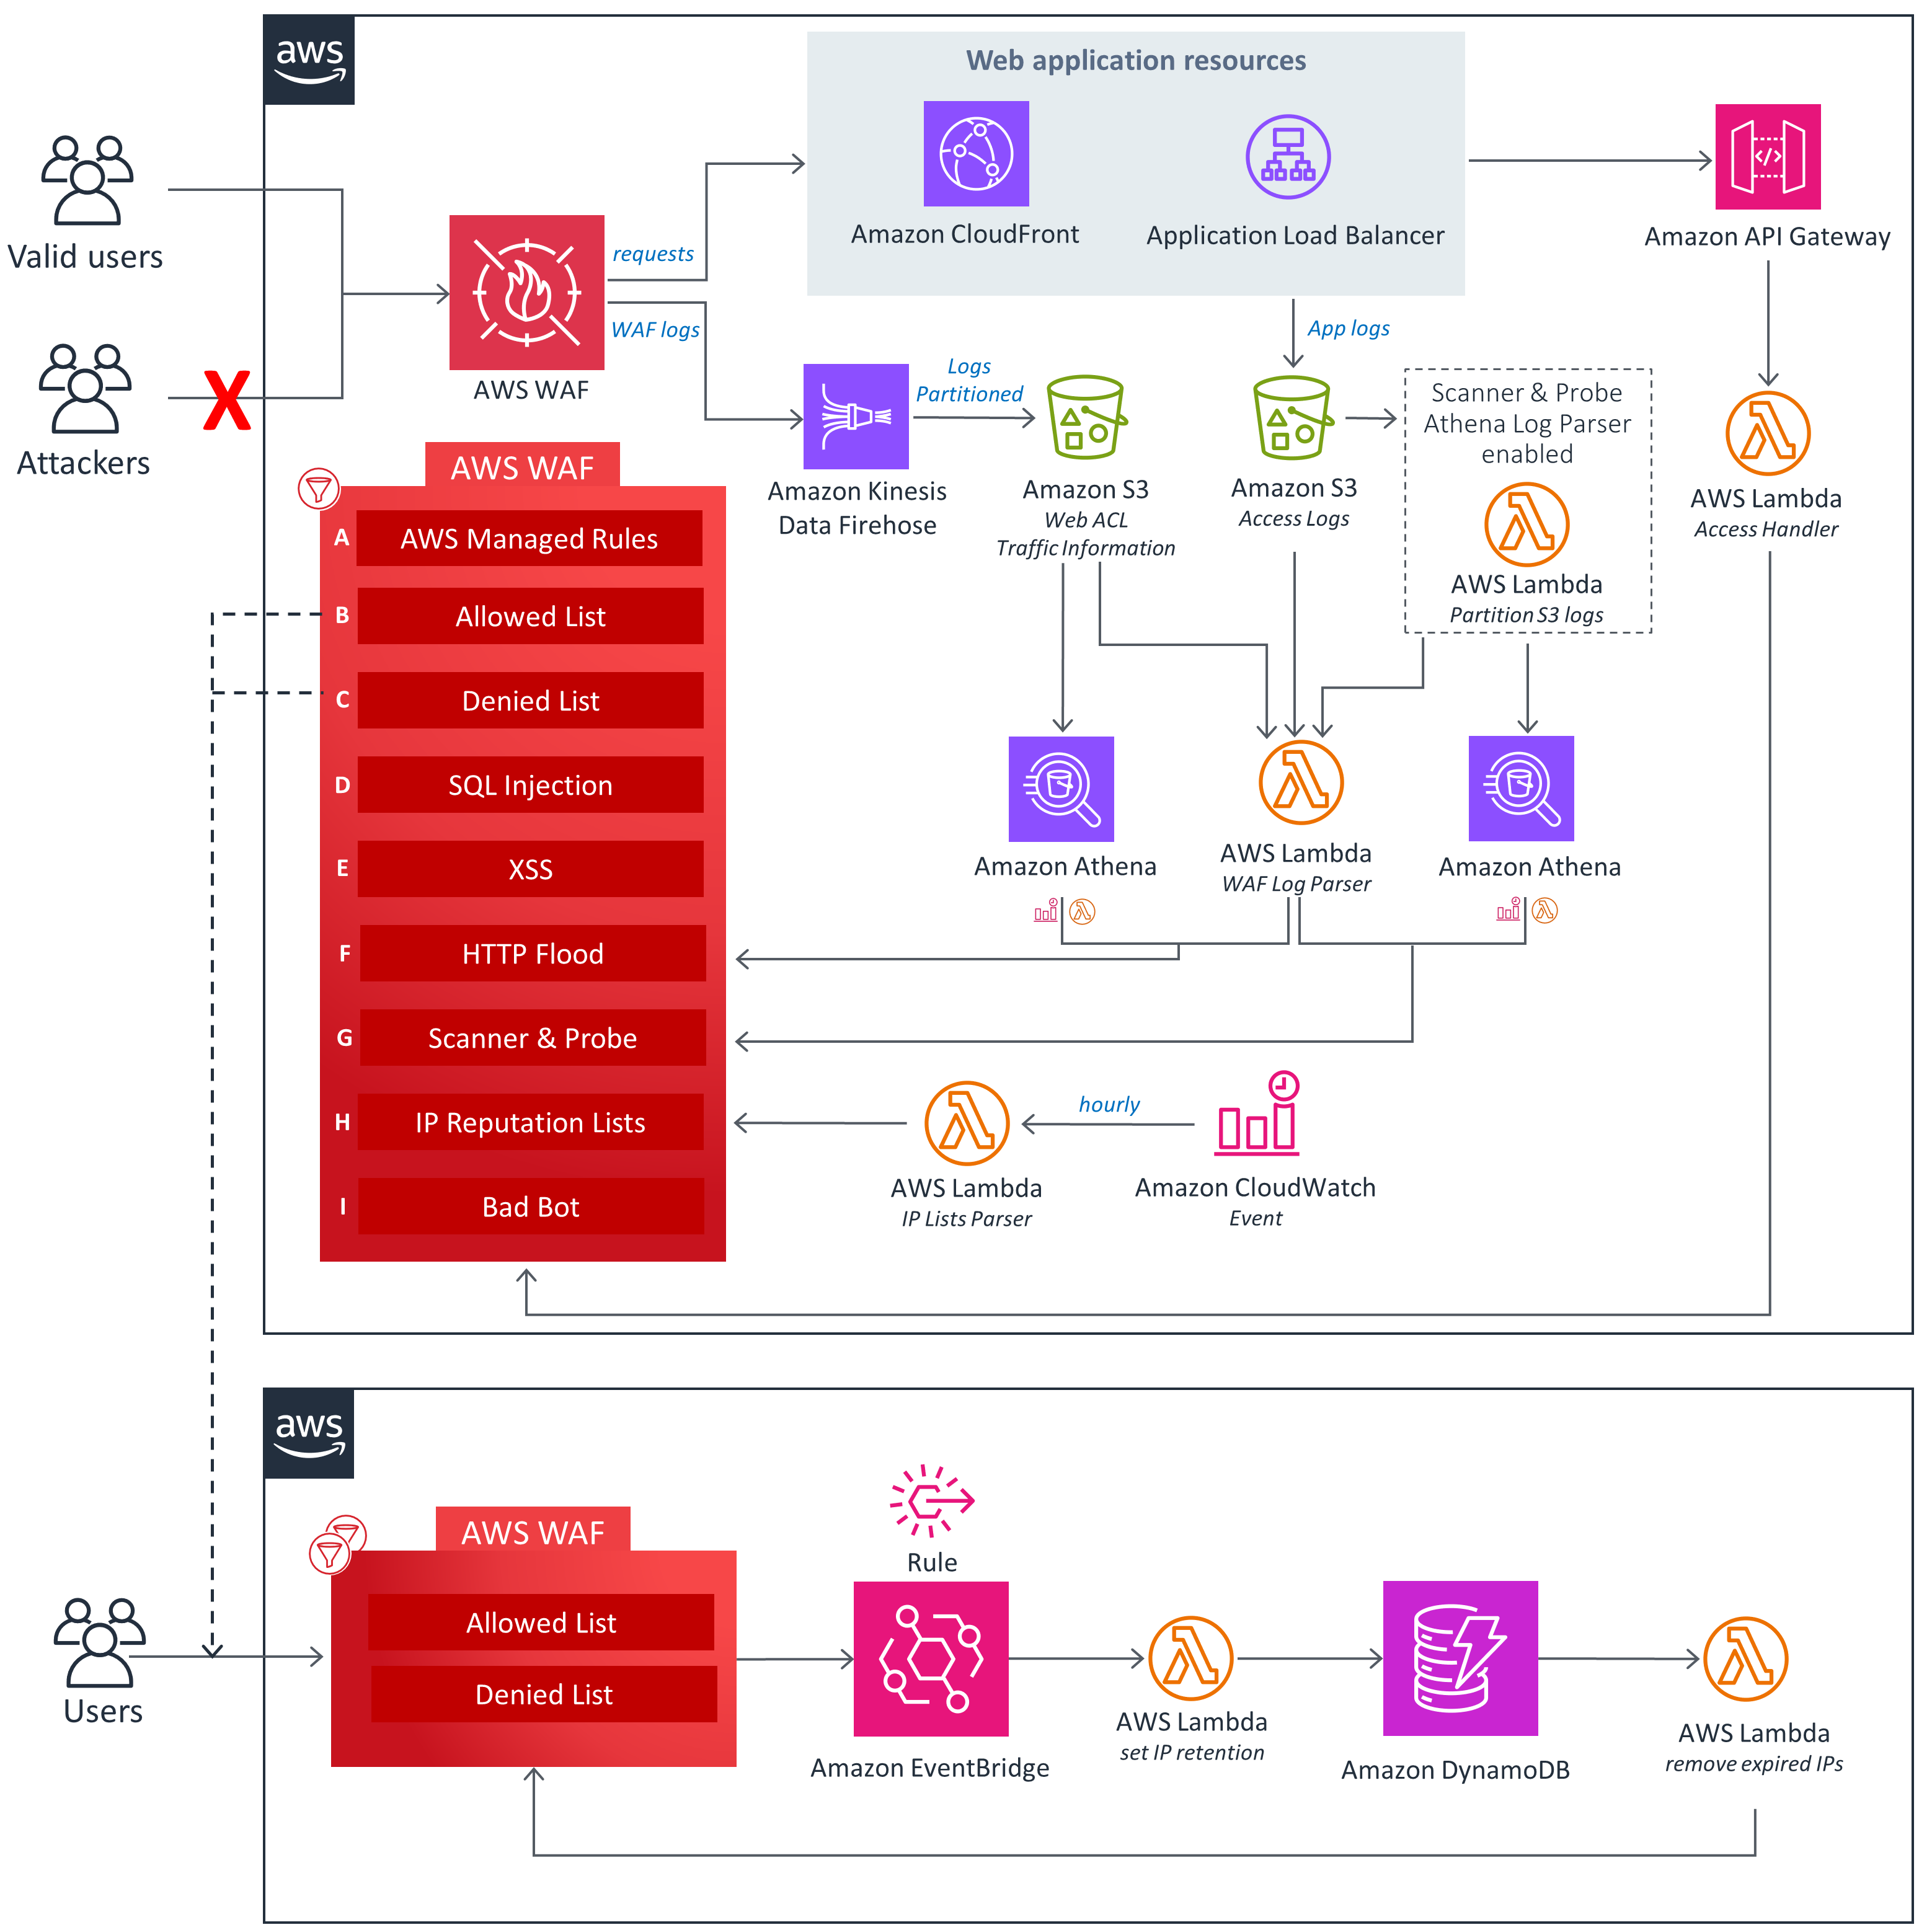 aws
Web application resources
Amazon CloudFront
Application Load Balancer
Amazon API Gateway
Valid users
requests
WAF logs
AWS WAF
App logs
Attackers
X
Logs
Partitioned
Scanner & Probe
Athena Log Parser
enabled
Amazon Kinesis
Data Firehose
Amazon S3
Web ACL
Traffic Information
Amazon S3
Access Logs
AWS Lambda
Partition S3 logs
</>
AWS Lambda
Access Handler
AWS WAF
A AWS Managed Rules
B Allowed List
C Denied List
D SQL Injection
E XSS
F HTTP Flood
G Scanner & Probe
H IP Reputation Lists
I Bad Bot
Amazon Athena
AWS Lambda
WAF Log Parser
Amazon Athena
hourly
AWS Lambda
IP Lists Parser
Amazon CloudWatch
Event
aws
AWS WAF
Allowed List
Denied List
Users
Rule
Amazon EventBridge
AWS Lambda
set IP retention
Amazon DynamoDB
AWS Lambda
remove expired IPs